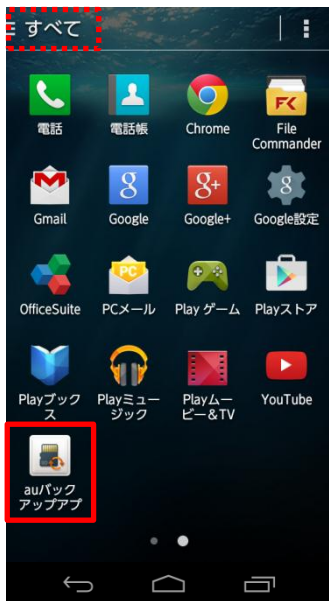 すべて
電話
電話帳
Chrome
File
Commander
Gmail
Google
Google+
Google設定
OfficeSuite
PCメール
Play ゲーム
Playストア
Playブック
ス
Playミュー
ジック
Playムー
ビー&TV
YouTube
auバック
アップアプ